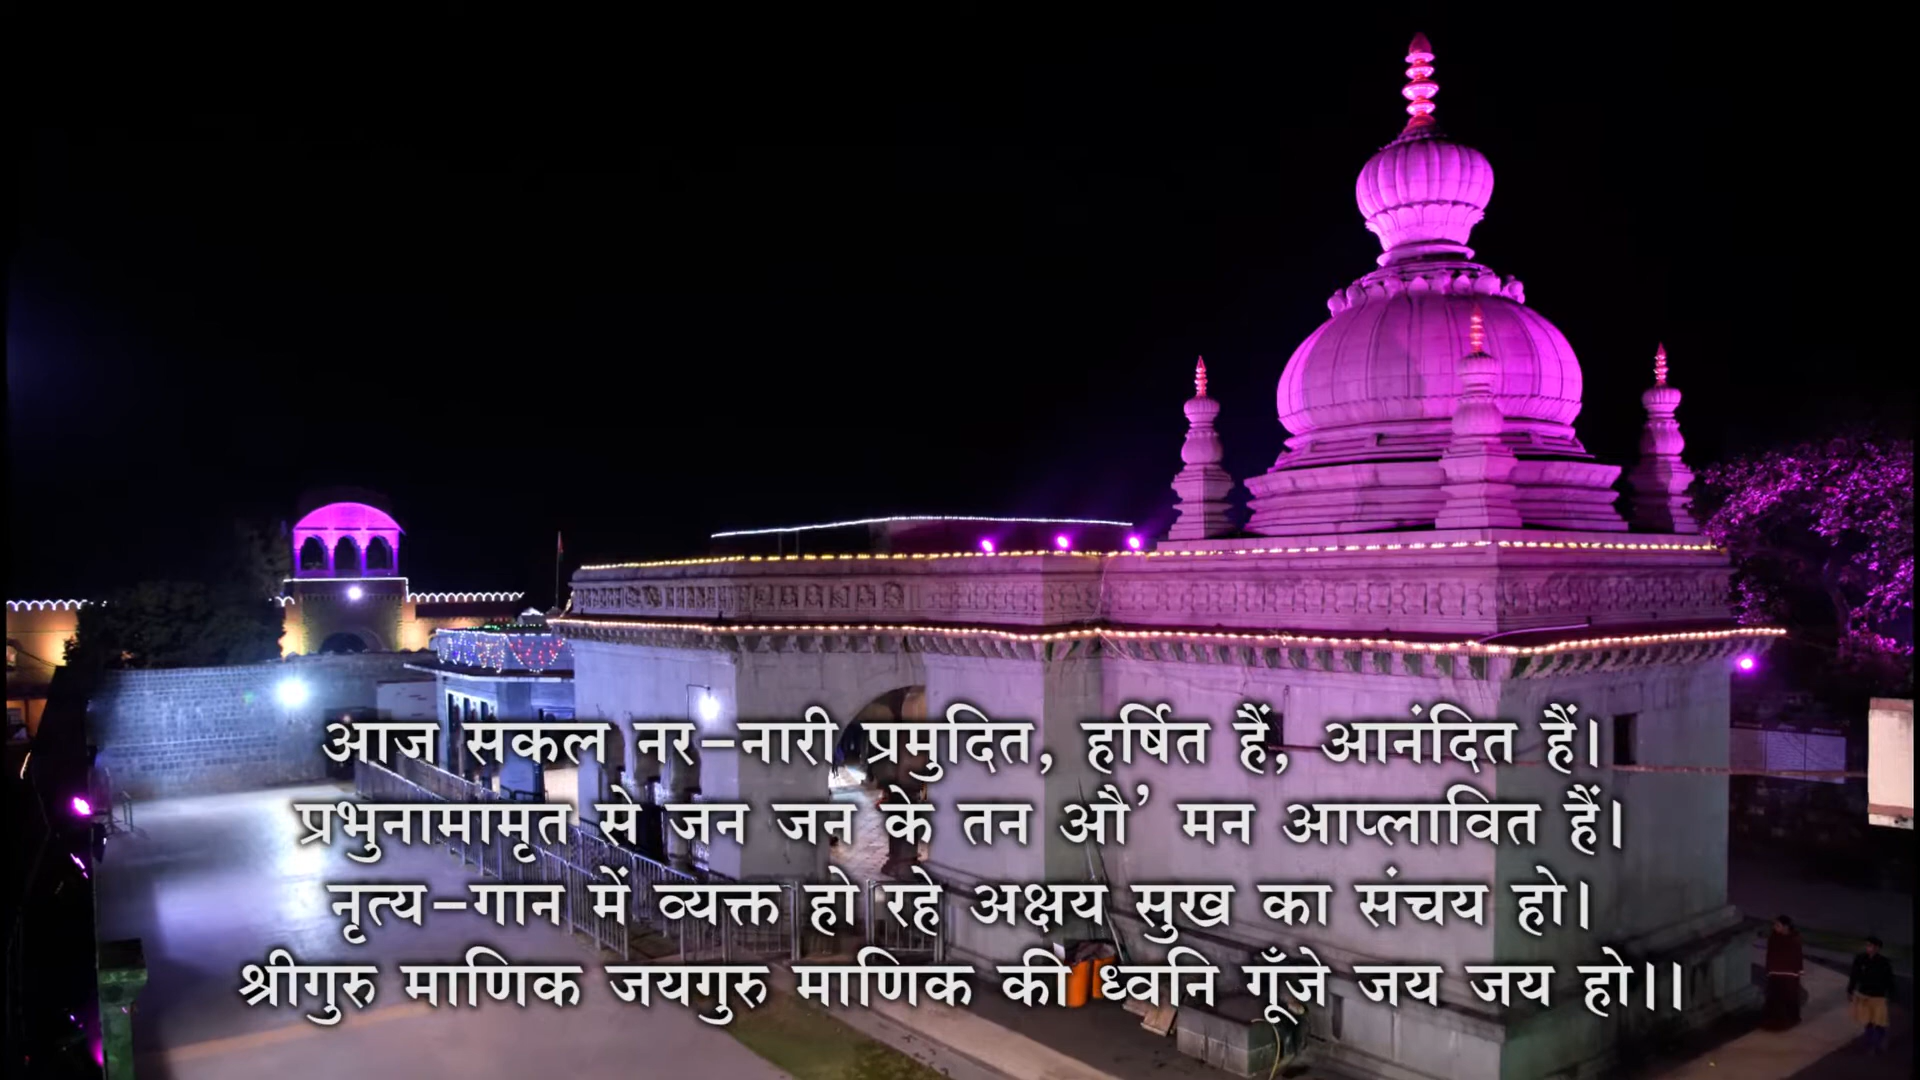 आज सकल नर-नारी प्रमुदित, हर्षित हैं, आनंदित हैं।
प्रभुनामामृत से जन जन के तन औ’ मन आप्लावित हैं।
नृत्य-गान में व्यक्त हो रहे अक्षय सुख का संचय हो।
श्रीगुरु माणिक जयगुरु माणिक की ध्वनि गूँजे जय जय हो।।